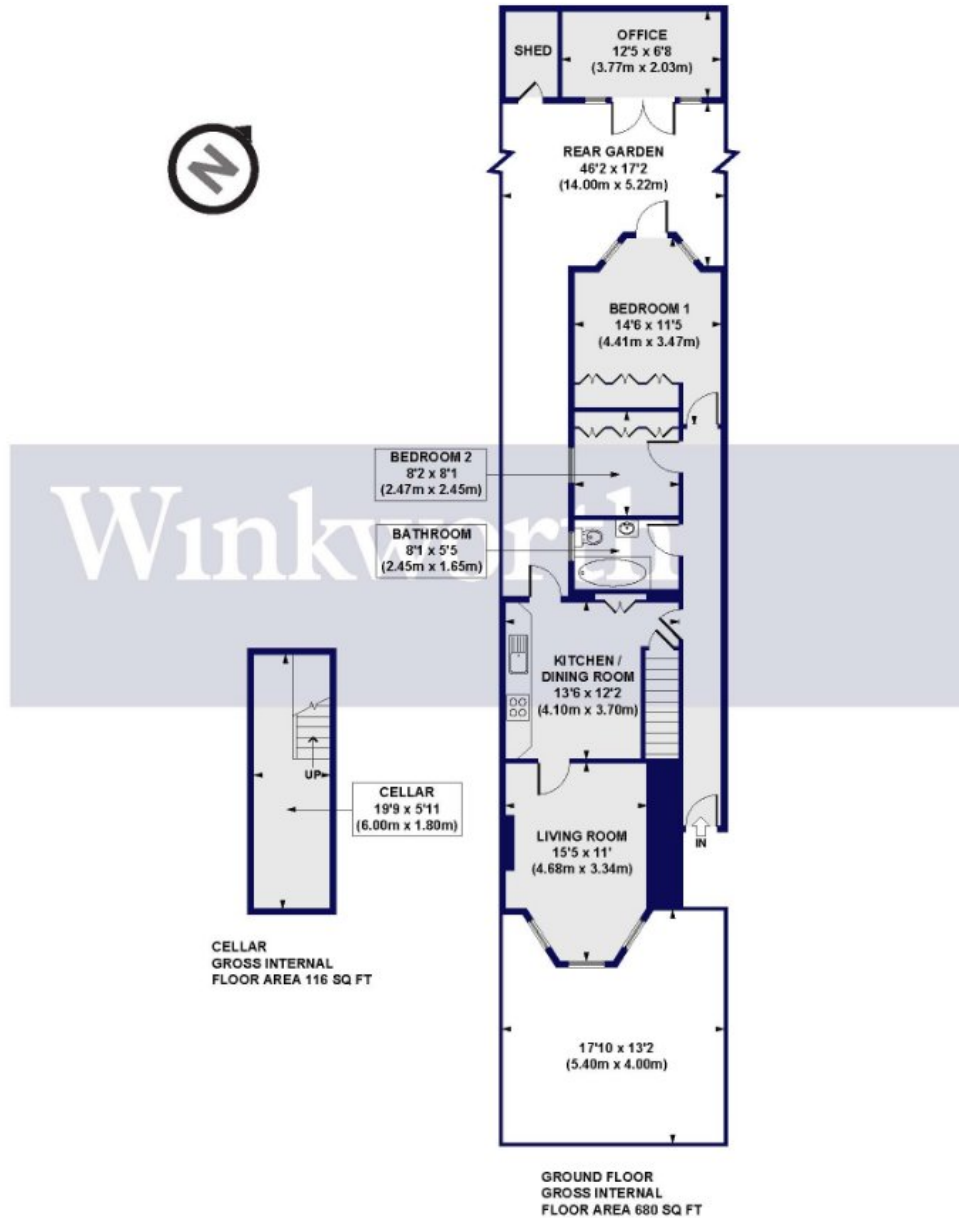 SHED
OFFICE
12'5 x 6'8
(3.77m x 2.03m)
N
REAR GARDEN
46'2 x 17'2
(14.00m x 5.22m)
BEDROOM 1
14'6 x 11'5
(4.41m x 3.47m)
BEDROOM 2
8'2 x 8'1
(2.47m x 2.45m)
Winkworth
BATHROOM
8'1 x 5'5
(2.45m x 1.65m)
KITCHEN /
DINING ROOM
13'6 x 12'2
(4.10m x 3.70m)
UP
CELLAR
19'9 x 5'11
(6.00m x 1.80m)
LIVING ROOM
15'5 x 11'
(4.68m x 3.34m)
IN
CELLAR
GROSS INTERNAL
FLOOR AREA 116 SQ FT
17'10 x 13'2
(5.40m x 4.00m)
GROUND FLOOR
GROSS INTERNAL
FLOOR AREA 680 SQ FT